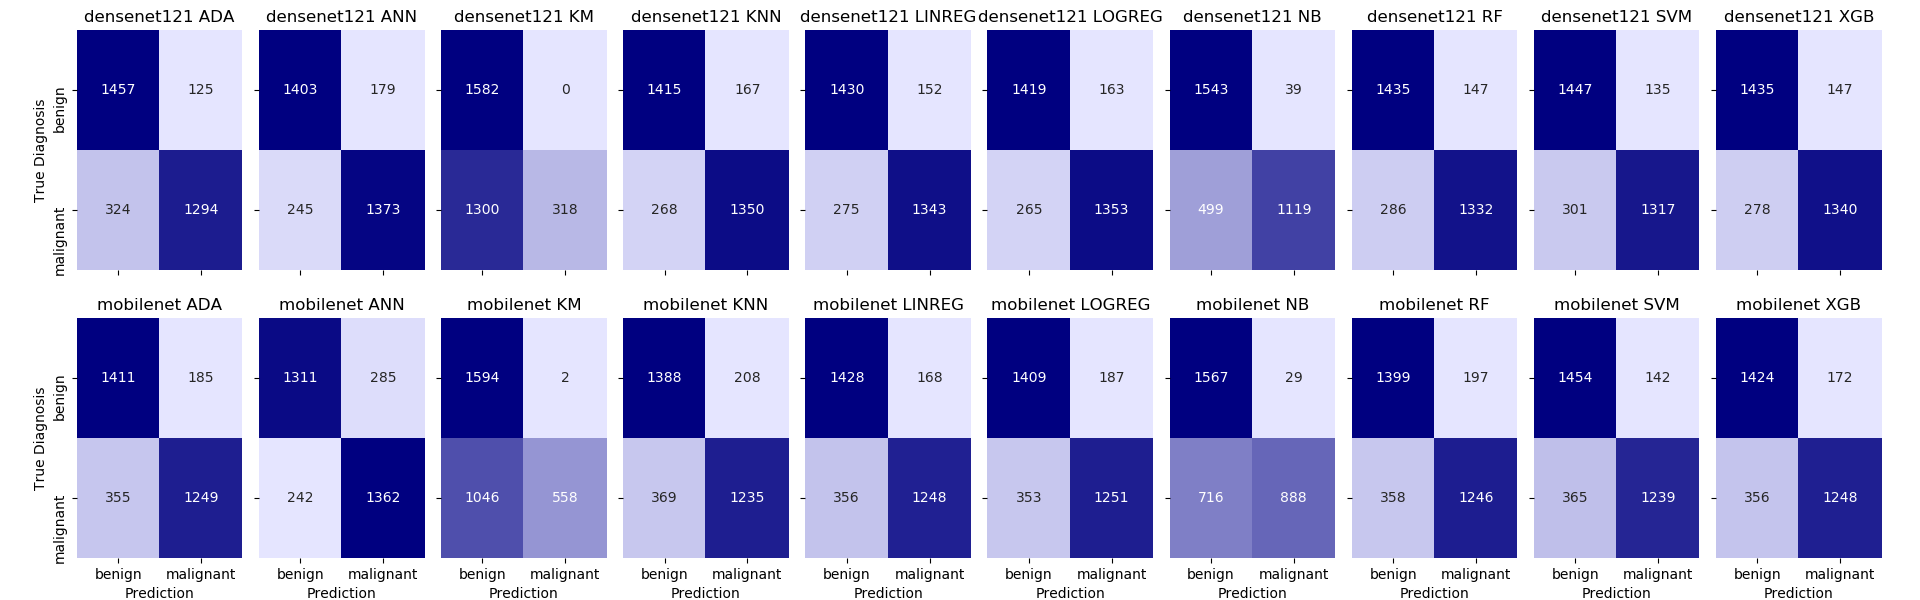 densenet121 ADA densenet121 ANN densenet121 KM densenet121 KNN densenet121 LINREG densenet121 LOGREG densenet121 NB densenet121 RF densenet121 SVM densenet121 XGB
True Diagnosis
benign
1457 125 1403 179 1582 0 1415 167 1430 152 1419 163 1543 39 1435 147 1447 135 1435 147
malignant
324 1294 245 1373 1300 318 268 1350 275 1343 265 1353 499 1119 286 1332 301 1317 278 1340
mobilenet ADA mobilenet ANN mobilenet KM mobilenet KNN mobilenet LINREG mobilenet LOGREG mobilenet NB mobilenet RF mobilenet SVM mobilenet XGB
True Diagnosis
benign
1411 185 1311 285 1594 2 1388 208 1428 168 1409 187 1567 29 1399 197 1454 142 1424 172
malignant
355 1249 242 1362 1046 558 369 1235 356 1248 353 1251 716 888 358 1246 365 1239 356 1248
benign malignant benign malignant benign malignant benign malignant benign malignant benign malignant benign malignant benign malignant benign malignant benign malignant
Prediction Prediction Prediction Prediction Prediction Prediction Prediction Prediction Prediction Prediction